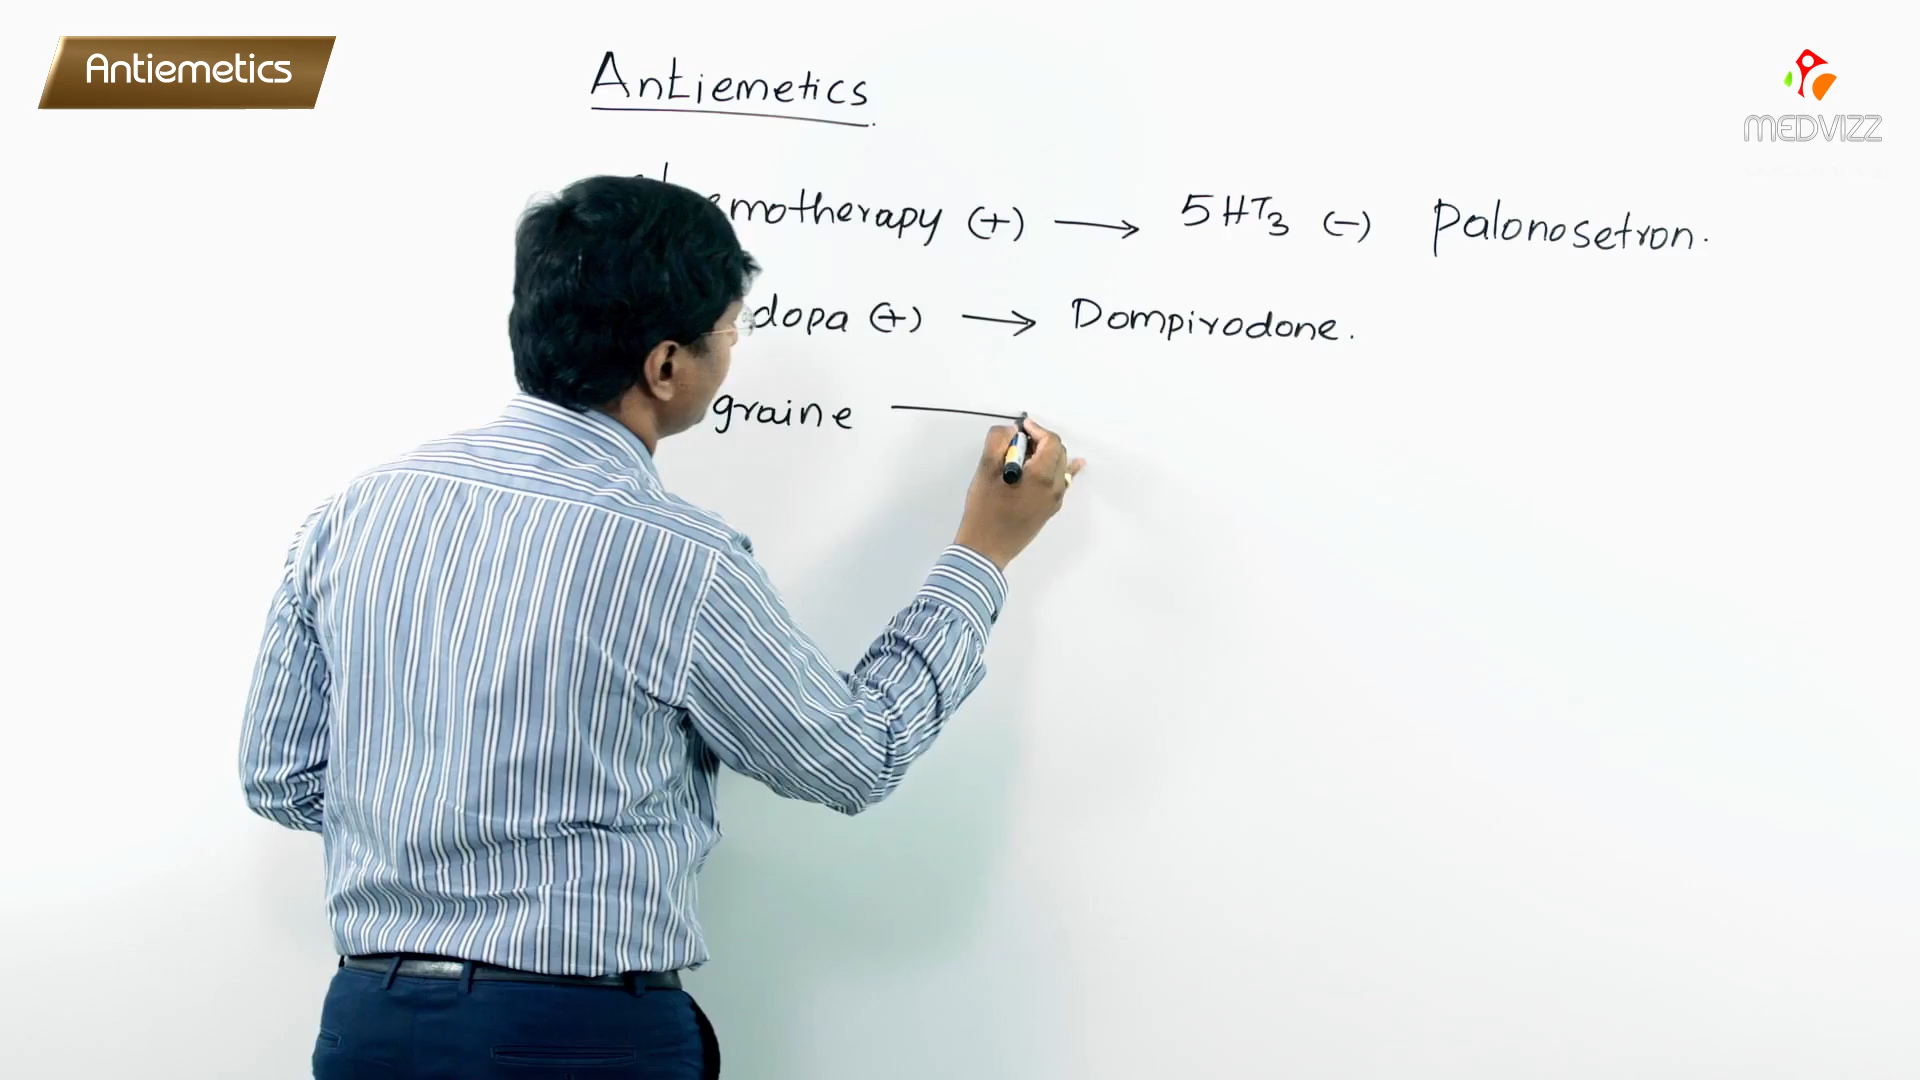 Antiemetics
Antiemetics
MEDVIZZ
emotherapy (+) → 5HT3 (-) Palonosetron.
dopa (+) → Dompirodone.
graine